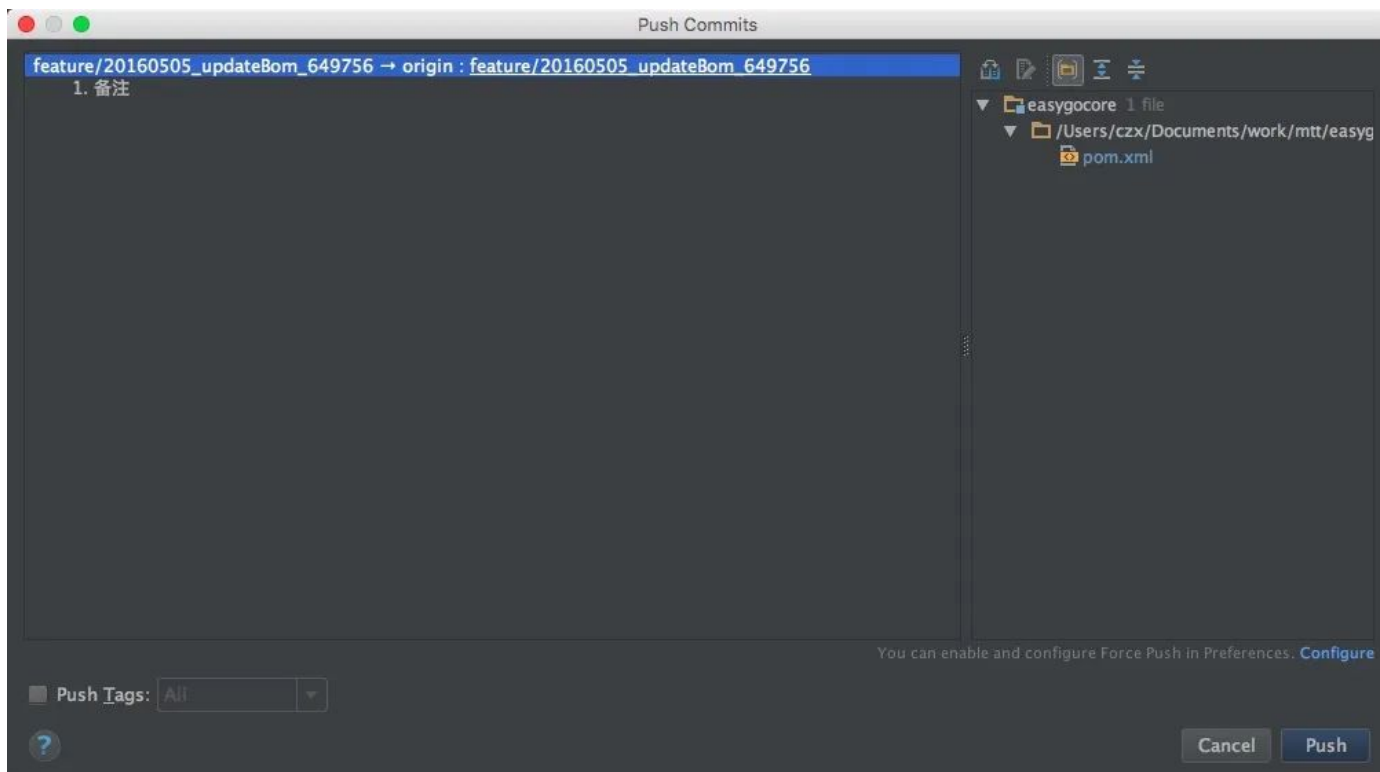 Push Commits
feature/20160505_updateBom_649756 → origin : feature/20160505_updateBom_649756
1. 备注
easygocore 1 file
/Users/czx/Documents/work/mtt/easyg
pom.xml
You can enable and configure Force Push in Preferences. Configure
Push Tags: All
? Cancel Push